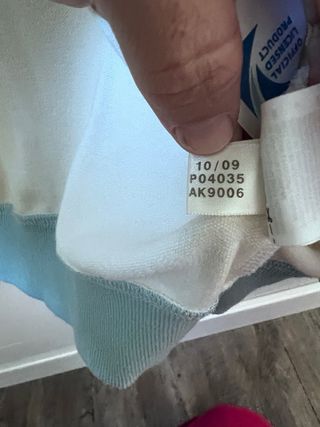 OFFICIAL
LICENSED
PRODUCT
10/09
P04035
AK9006